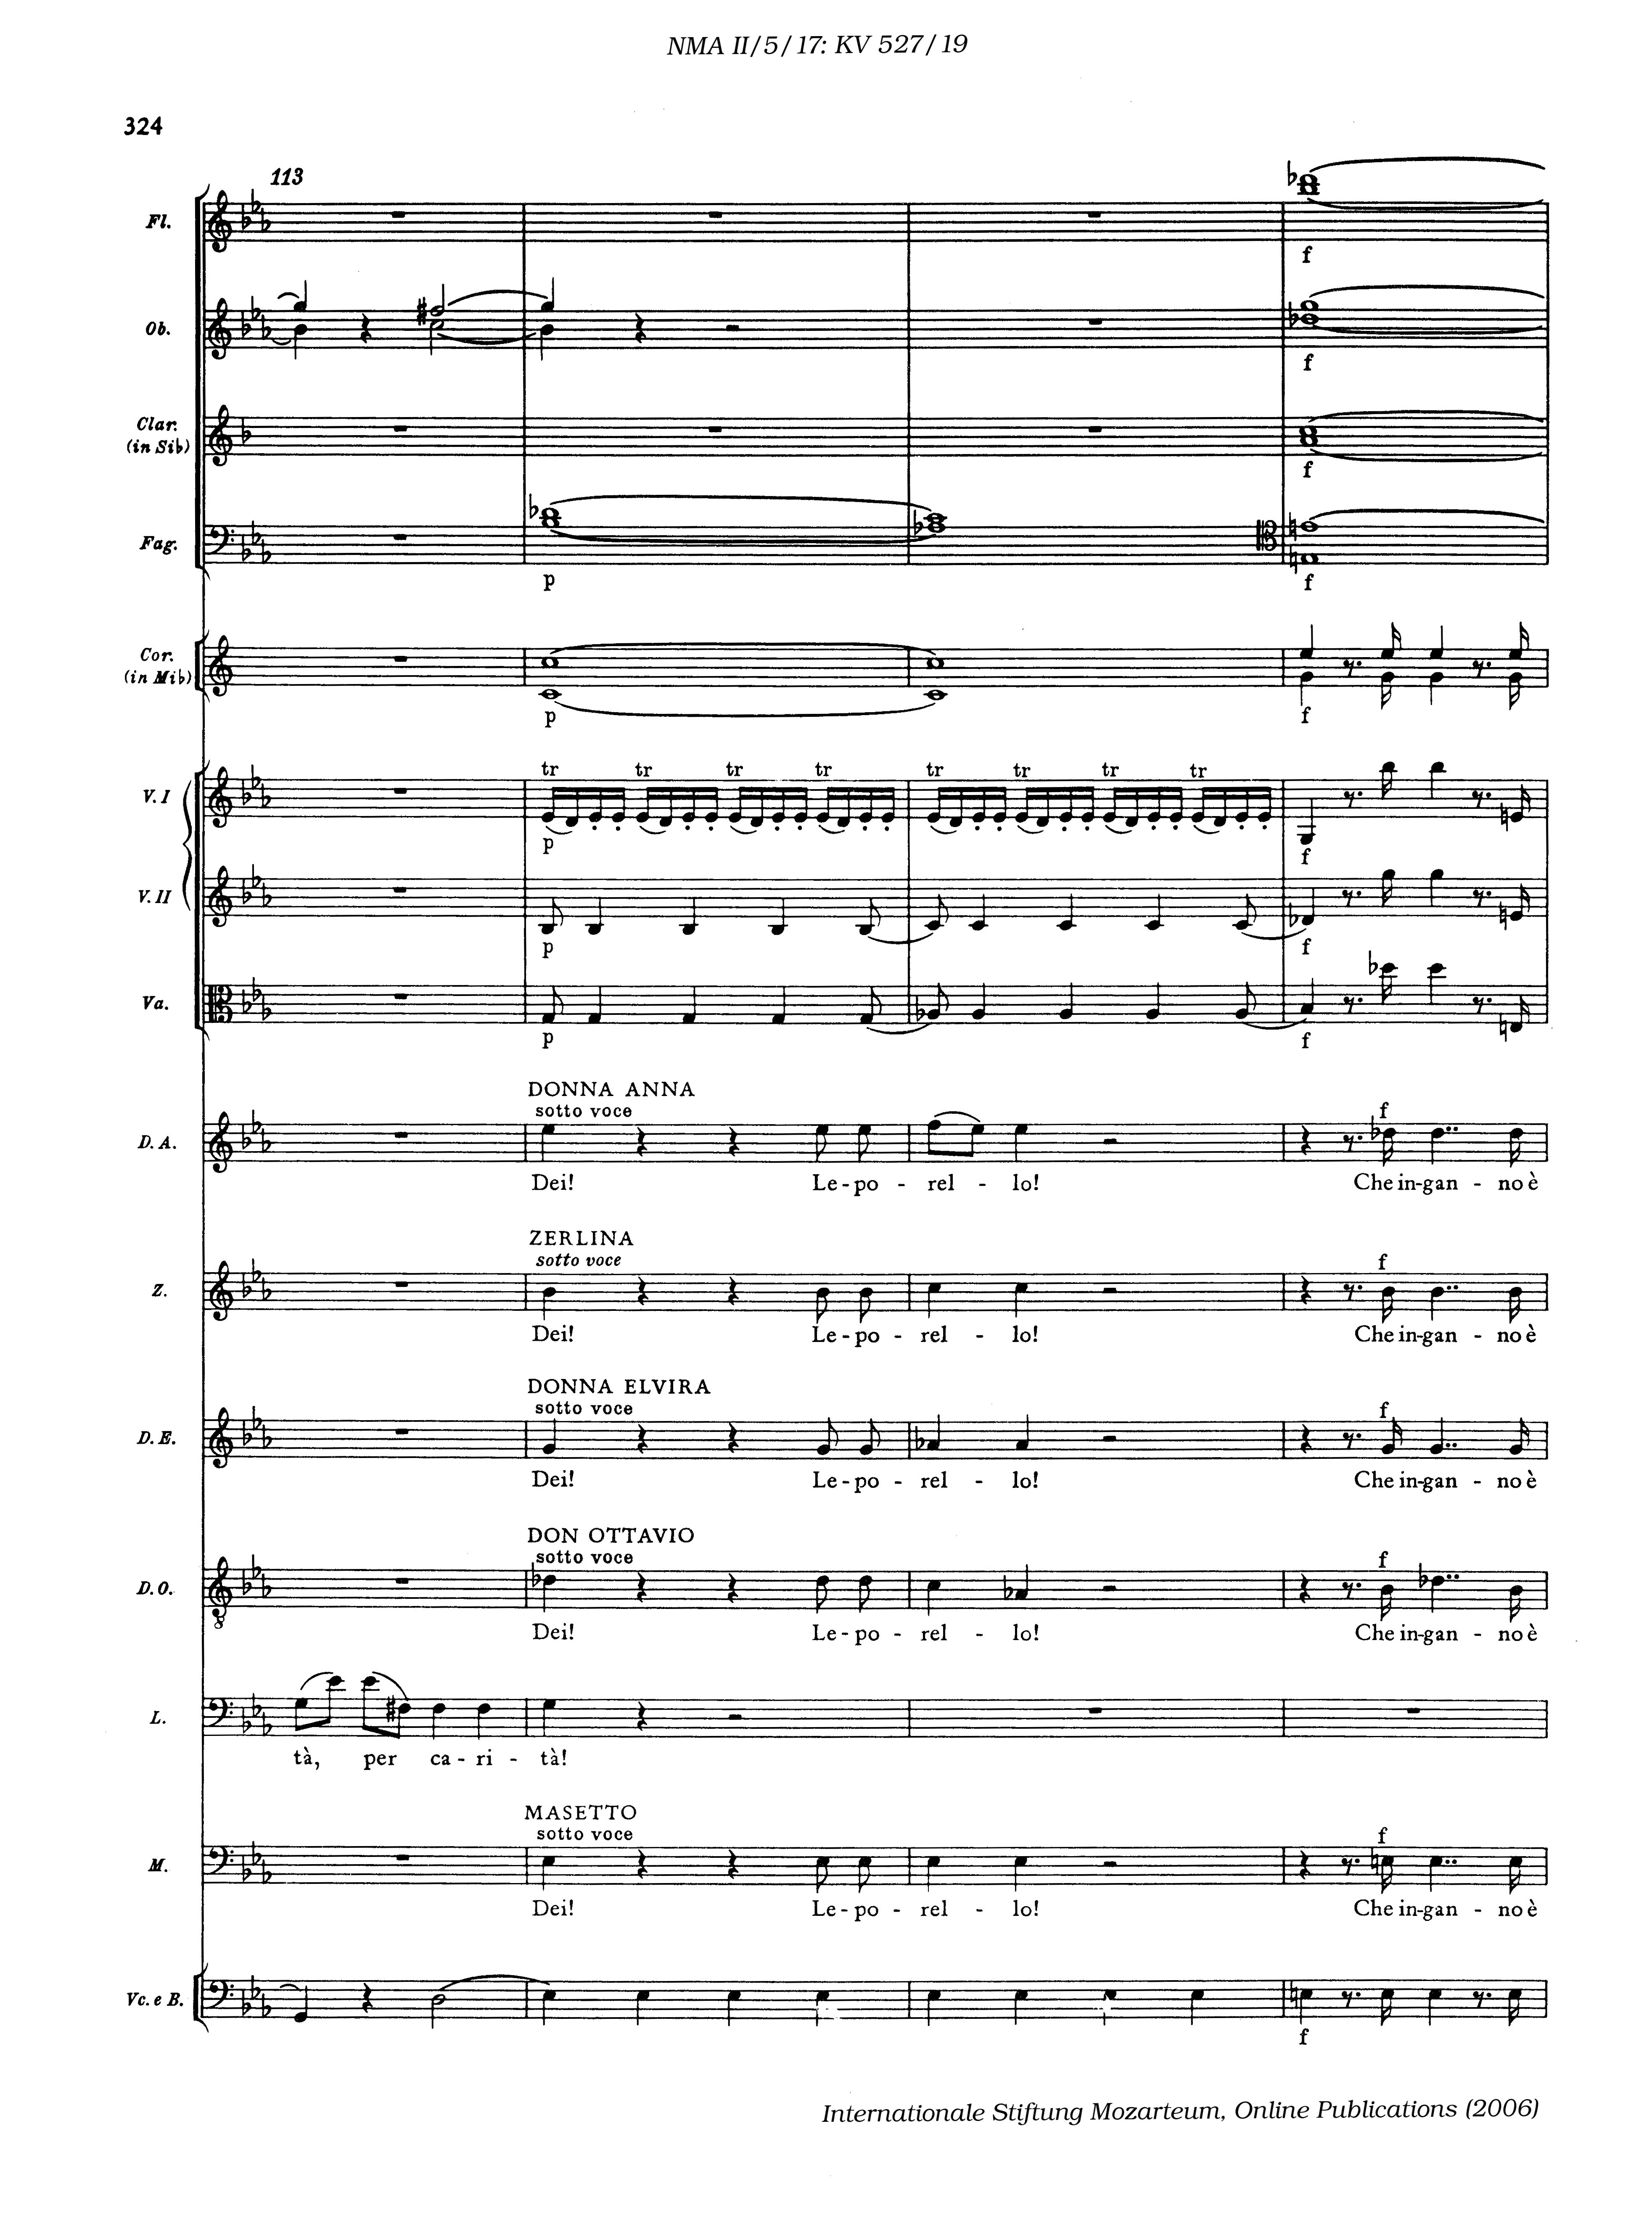 NMA II/5/17: KV 527/19
324
113
Fl.
f
Ob.
f
Clar.
(in Sib)
f
Fag.
p f
Cor.
(in Mib)
p f
tr tr tr tr tr tr tr tr
V. I
p f
V. II
p f
Va.
p f
DONNA ANNA
sotto voce f
D. A.
Dei! Le - po - rel - lo! Che in-gan - no è
ZERLINA
sotto voce f
Z.
Dei! Le - po - rel - lo! Che in-gan - no è
DONNA ELVIRA
sotto voce f
D. E.
Dei! Le - po - rel - lo! Che in-gan - no è
DON OTTAVIO
sotto voce f
D. O.
Dei! Le - po - rel - lo! Che in-gan - no è
L.
tà, per ca - ri - tà!
MASETTO
sotto voce f
M.
Dei! Le - po - rel - lo! Che in-gan - no è
Vc. e B.
f
Internationale Stiftung Mozarteum, Online Publications (2006)